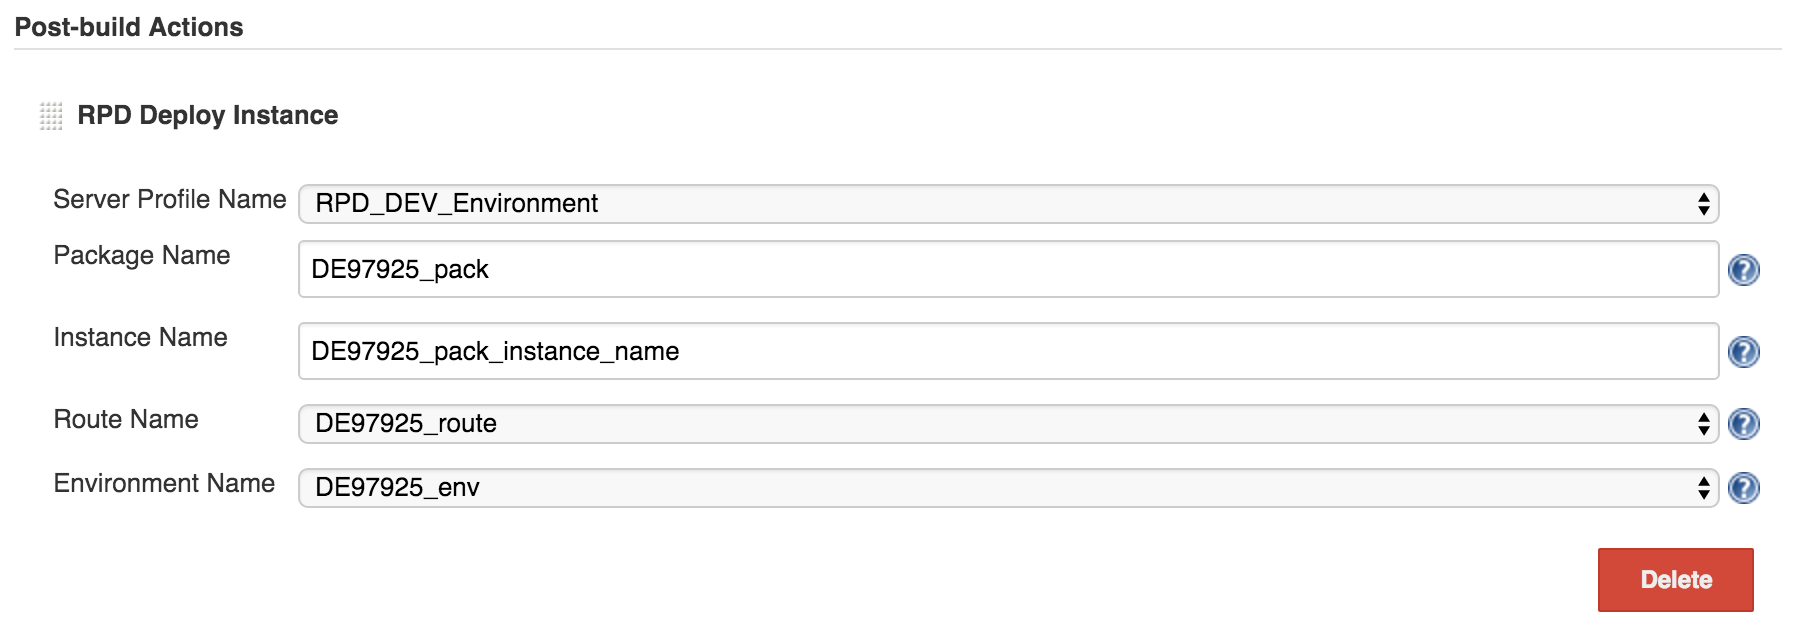 Post-build Actions
RPD Deploy Instance
Server Profile Name RPD_DEV_Environment
Package Name DE97925_pack ?
Instance Name DE97925_pack_instance_name ?
Route Name DE97925_route ?
Environment Name DE97925_env ?
Delete